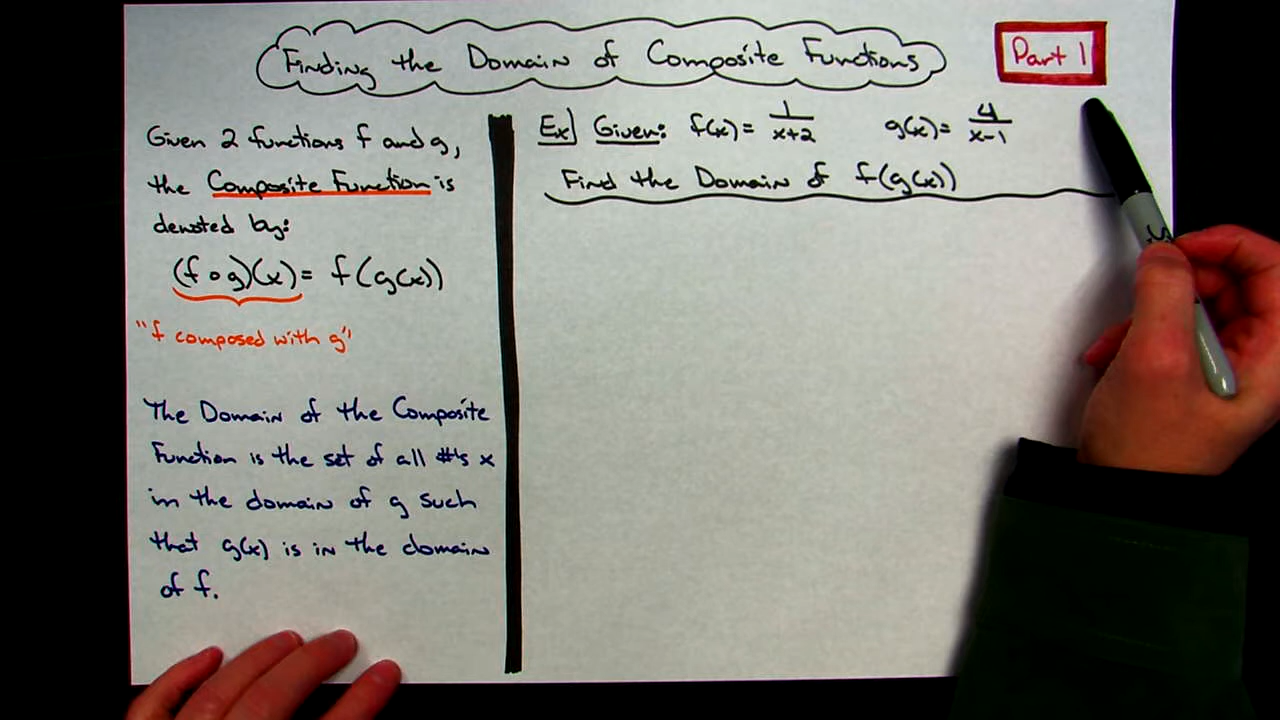 Finding the Domain of Composite Functions
Part 1
Given 2 functions f and g,
the Composite Function is
denoted by:
(f∘g)(x) = f(g(x))
"f composed with g"
The Domain of the Composite
Function is the set of all #'s x
in the domain of g such
that g(x) is in the domain
of f.
Ex] Given: f(x) = 1/(x+2) g(x) = 4/(x-1)
Find the Domain of f(g(x))